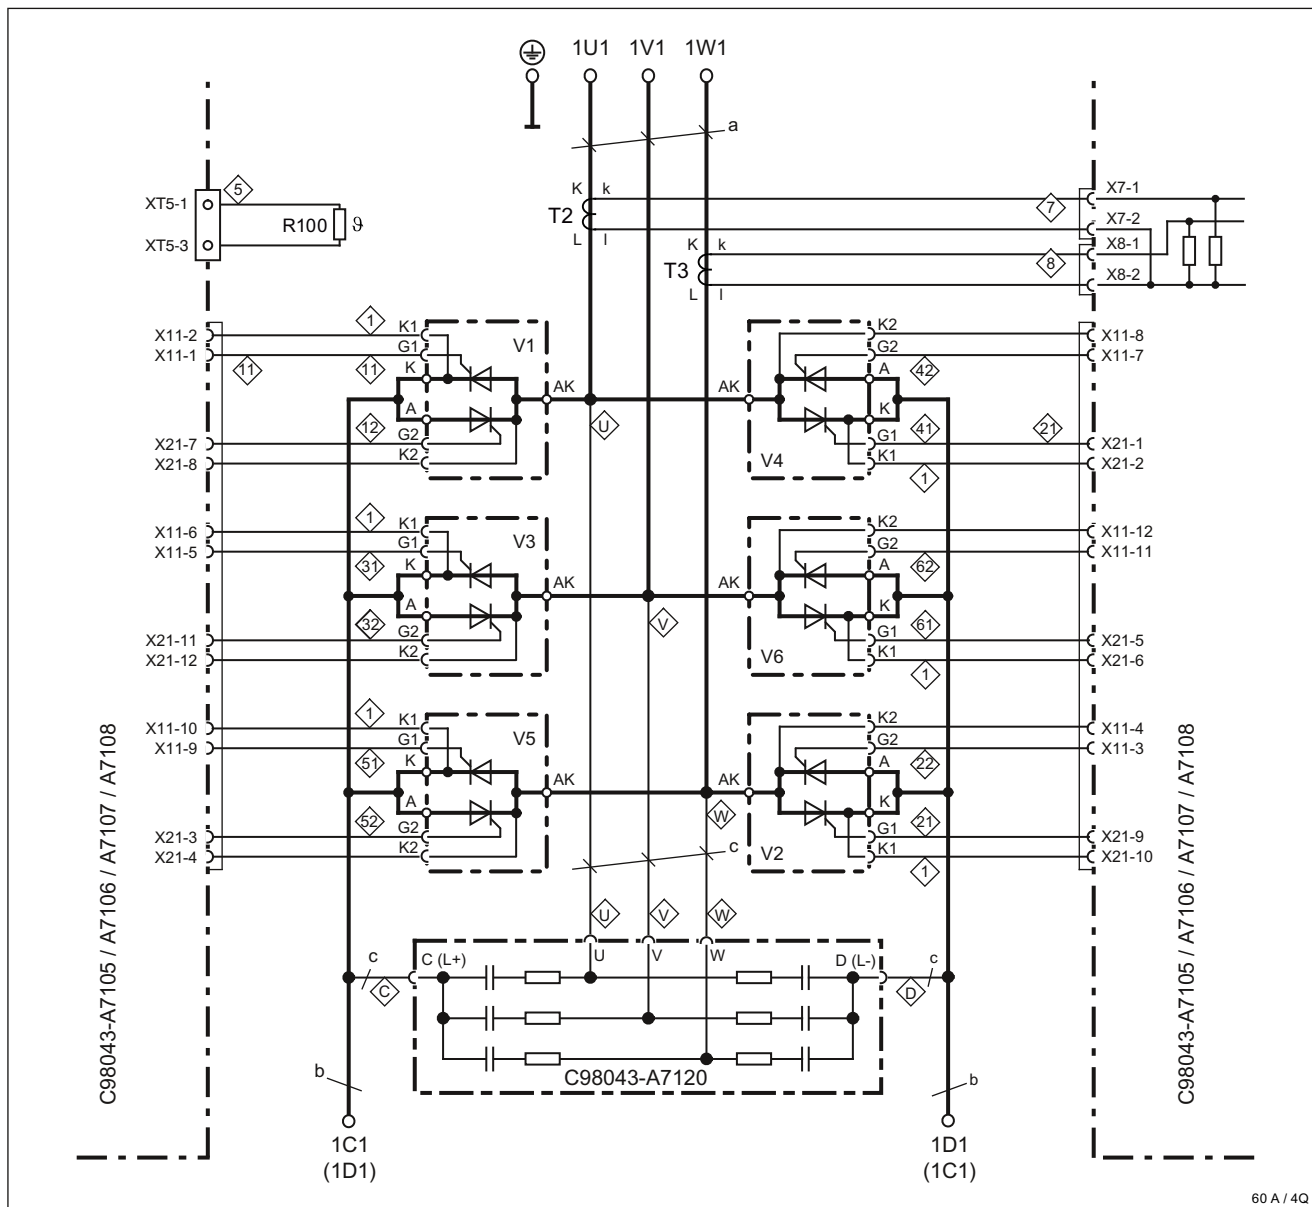 1U1 1V1 1W1
a
XT5-1 5
R100 ϑ
XT5-3
K k
T2
L l
7 X7-1
X7-2
K k
T3
L l
8 X8-1
X8-2
X11-2 1 K1 V1
X11-1 11 11 G1
K
AK
A
12
X21-7 G2
X21-8 K2
U
K2 X11-8
G2 X11-7
A 42
AK
K
41 21
G1 X21-1
V4 K1 X21-2
1
X11-6 1 K1 V3
X11-5 31 G1
K
AK
A
32
X21-11 G2
X21-12 K2
V
K2 X11-12
G2 X11-11
A 62
AK
K
61
G1 X21-5
V6 K1 X21-6
1
X11-10 1 K1 V5
X11-9 51 G1
K
AK
A
52
X21-3 G2
X21-4 K2
W
c
K2 X11-4
G2 X11-3
A 22
AK
K
21
G1 X21-9
V2 K1 X21-10
1
U V W
U V W
c C (L+) D (L-) c
C D
C98043-A7120
b b
1C1 1D1
(1D1) (1C1)
C98043-A7105 / A7106 / A7107 / A7108
C98043-A7105 / A7106 / A7107 / A7108
60 A / 4Q